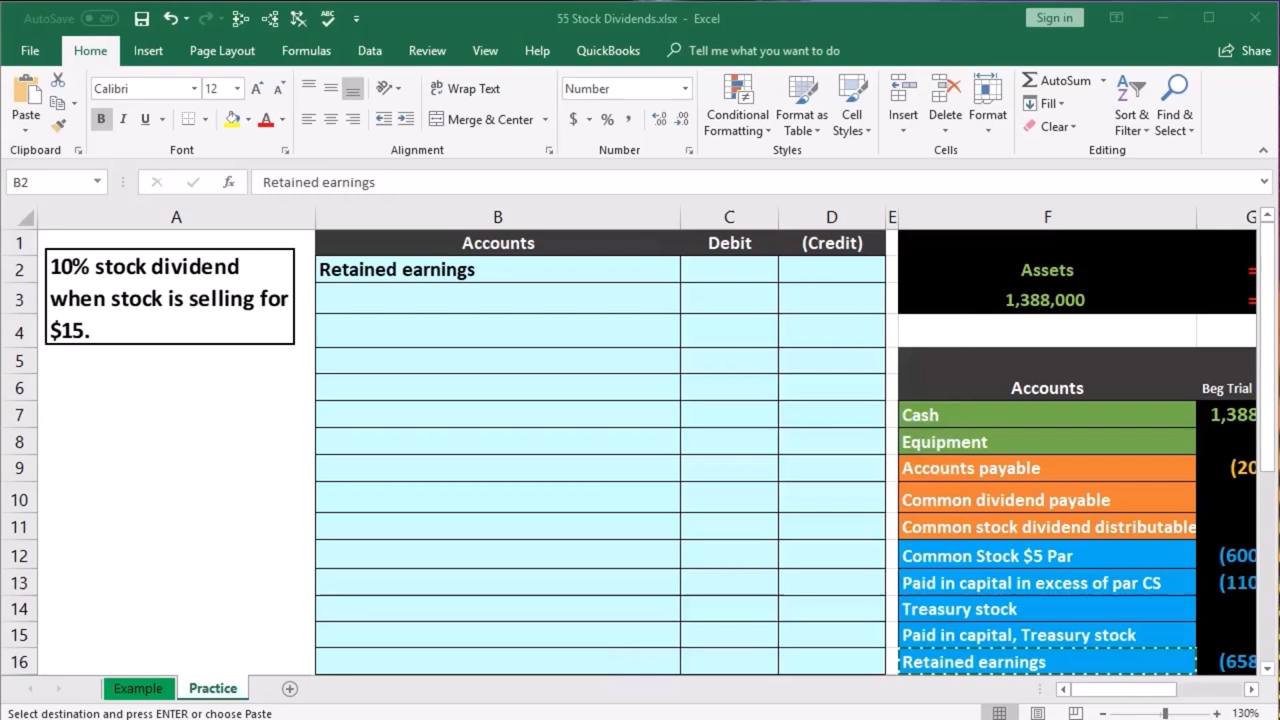 AutoSave Off
55 Stock Dividends.xlsx - Excel
Sign in
File Home Insert Page Layout Formulas Data Review View Help QuickBooks Tell me what you want to do Share
Paste
Clipboard
Calibri 12
B I U A
Font
Wrap Text
Merge & Center
Alignment
Number
$ % ,
Number
Conditional Formatting
Format as Table
Cell Styles
Styles
Insert Delete Format
Cells
AutoSum
Fill
Clear
Sort & Filter
Find & Select
Editing
B2 fx Retained earnings
A B C D E F G
1 Accounts Debit (Credit)
10% stock dividend
when stock is selling for
$15.
2 Retained earnings Assets =
3 1,388,000 =
4
5
6 Accounts Beg Trial
7 Cash 1,388
8 Equipment
9 Accounts payable (20
10 Common dividend payable
11 Common stock dividend distributable
12 Common Stock $5 Par (600
13 Paid in capital in excess of par CS (110
14 Treasury stock
15 Paid in capital, Treasury stock
16 Retained earnings (658
Example Practice
Select destination and press ENTER or choose Paste 130%